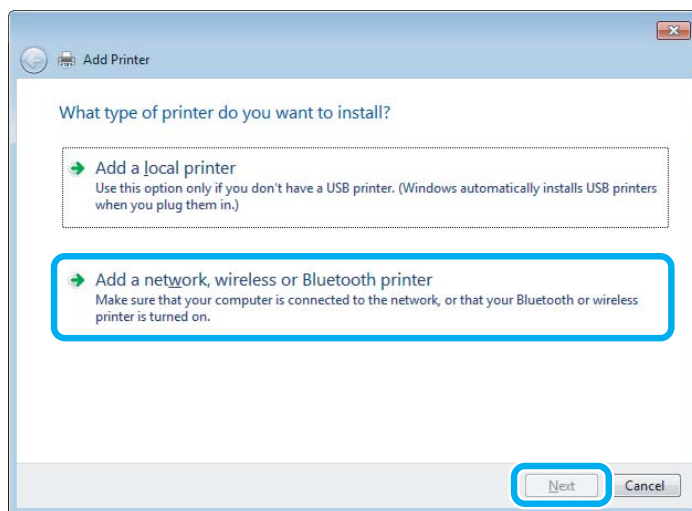 Add Printer
What type of printer do you want to install?
Add a local printer
Use this option only if you don't have a USB printer. (Windows automatically installs USB printers
when you plug them in.)
Add a network, wireless or Bluetooth printer
Make sure that your computer is connected to the network, or that your Bluetooth or wireless
printer is turned on.
Next Cancel